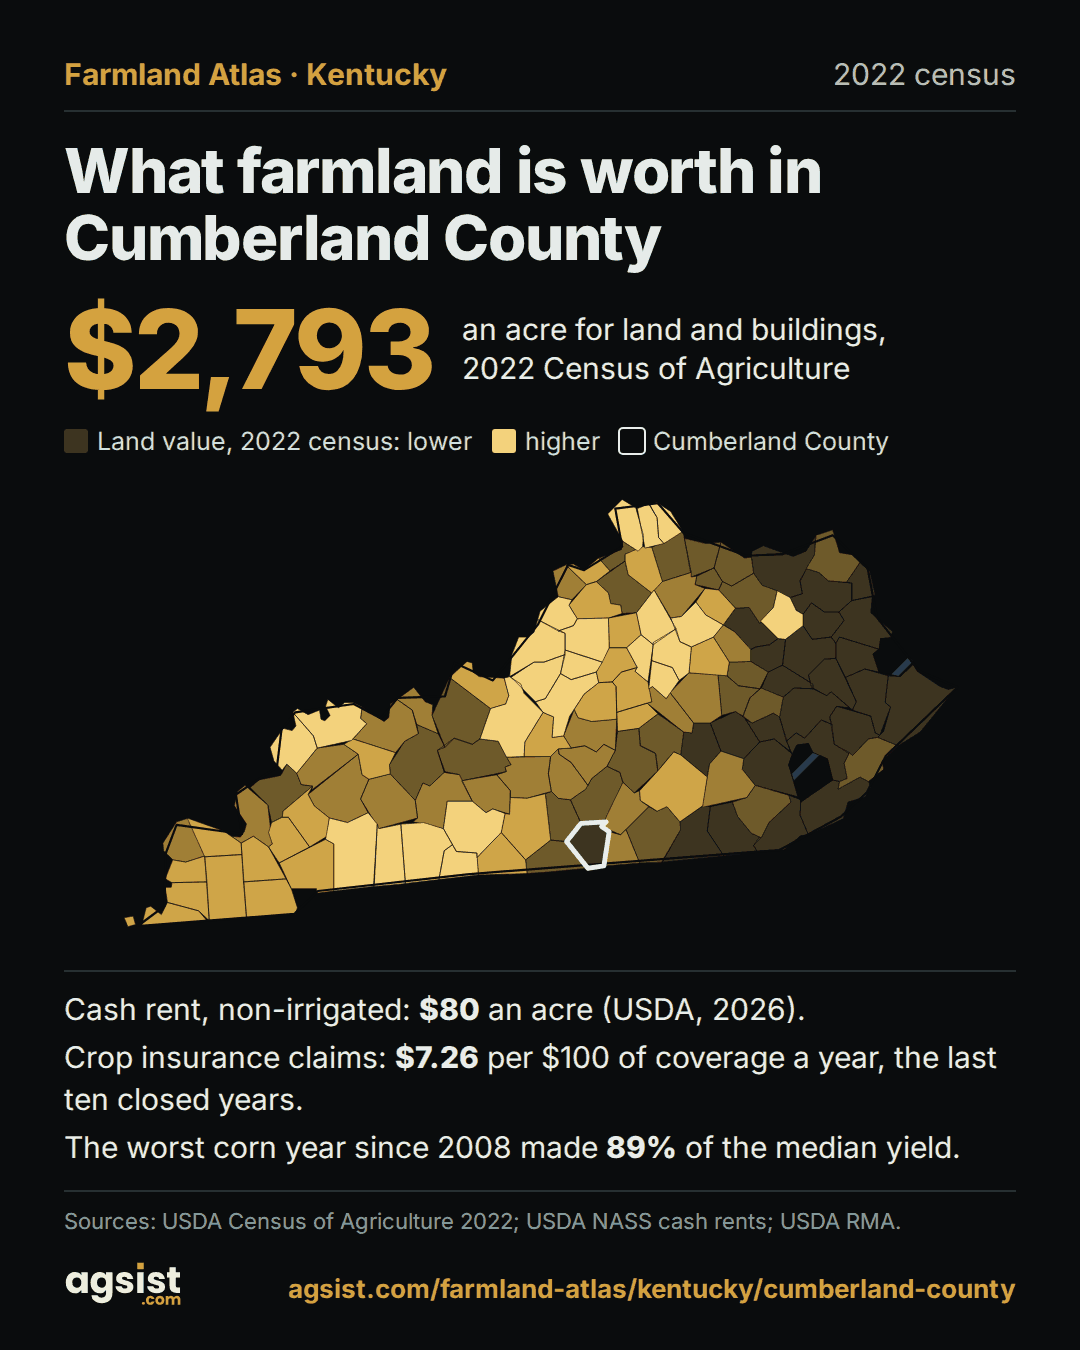 Farmland Atlas · Kentucky
2022 census
What farmland is worth in
Cumberland County
$2,793
an acre for land and buildings,
2022 Census of Agriculture
Land value, 2022 census: lower
higher
Cumberland County
Cash rent, non-irrigated: $80 an acre (USDA, 2026).
Crop insurance claims: $7.26 per $100 of coverage a year, the last
ten closed years.
The worst corn year since 2008 made 89% of the median yield.
Sources: USDA Census of Agriculture 2022; USDA NASS cash rents; USDA RMA.
agsist
.com
agsist.com/farmland-atlas/kentucky/cumberland-county